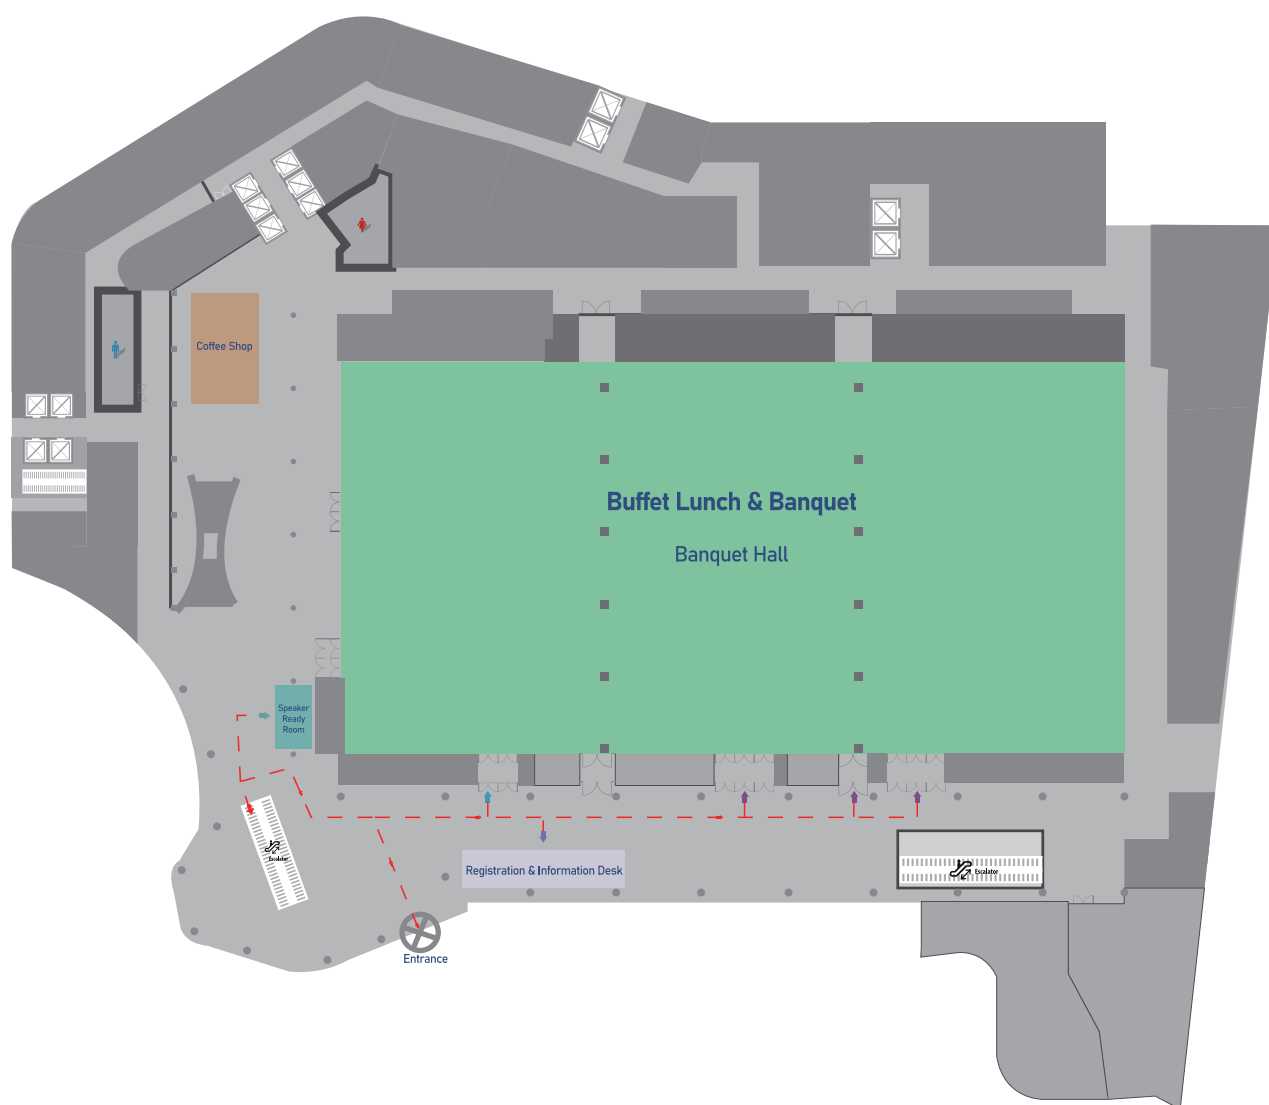 Coffee Shop
Buffet Lunch & Banquet
Banquet Hall
Speaker
Ready
Room
Escalator
Registration & Information Desk
Escalator
Entrance